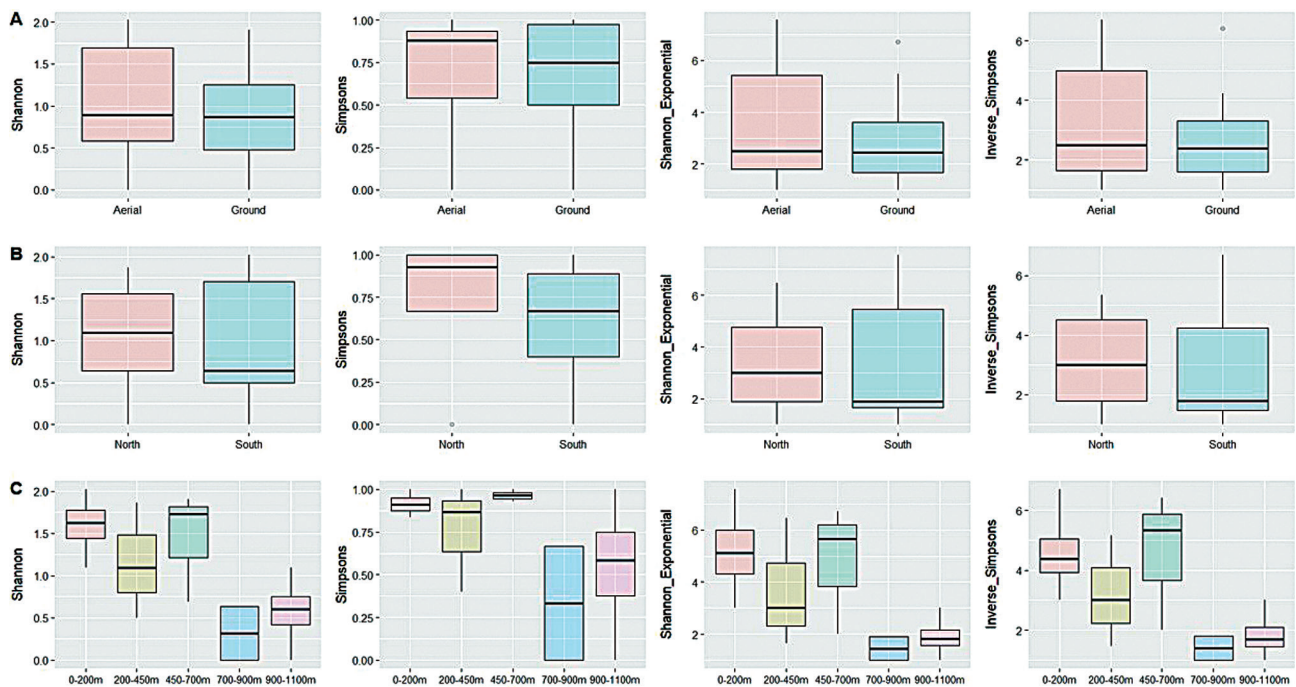 A
Shannon
2.0
1.5
1.0
0.5
0.0
Aerial Ground
Simpsons
1.00
0.75
0.50
0.25
0.00
Aerial Ground
Shannon_Exponential
6
4
2
Aerial Ground
Inverse_Simpsons
6
4
2
Aerial Ground
B
Shannon
2.0
1.5
1.0
0.5
0.0
North South
Simpsons
1.00
0.75
0.50
0.25
0.00
North South
Shannon_Exponential
6
4
2
North South
Inverse_Simpsons
6
4
2
North South
C
Shannon
2.0
1.5
1.0
0.5
0.0
0-200m 200-450m 450-700m 700-900m 900-1100m
Simpsons
1.00
0.75
0.50
0.25
0.00
0-200m 200-450m 450-700m 700-900m 900-1100m
Shannon_Exponential
6
4
2
0-200m 200-450m 450-700m 700-900m 900-1100m
Inverse_Simpsons
6
4
2
0-200m 200-450m 450-700m 700-900m 900-1100m